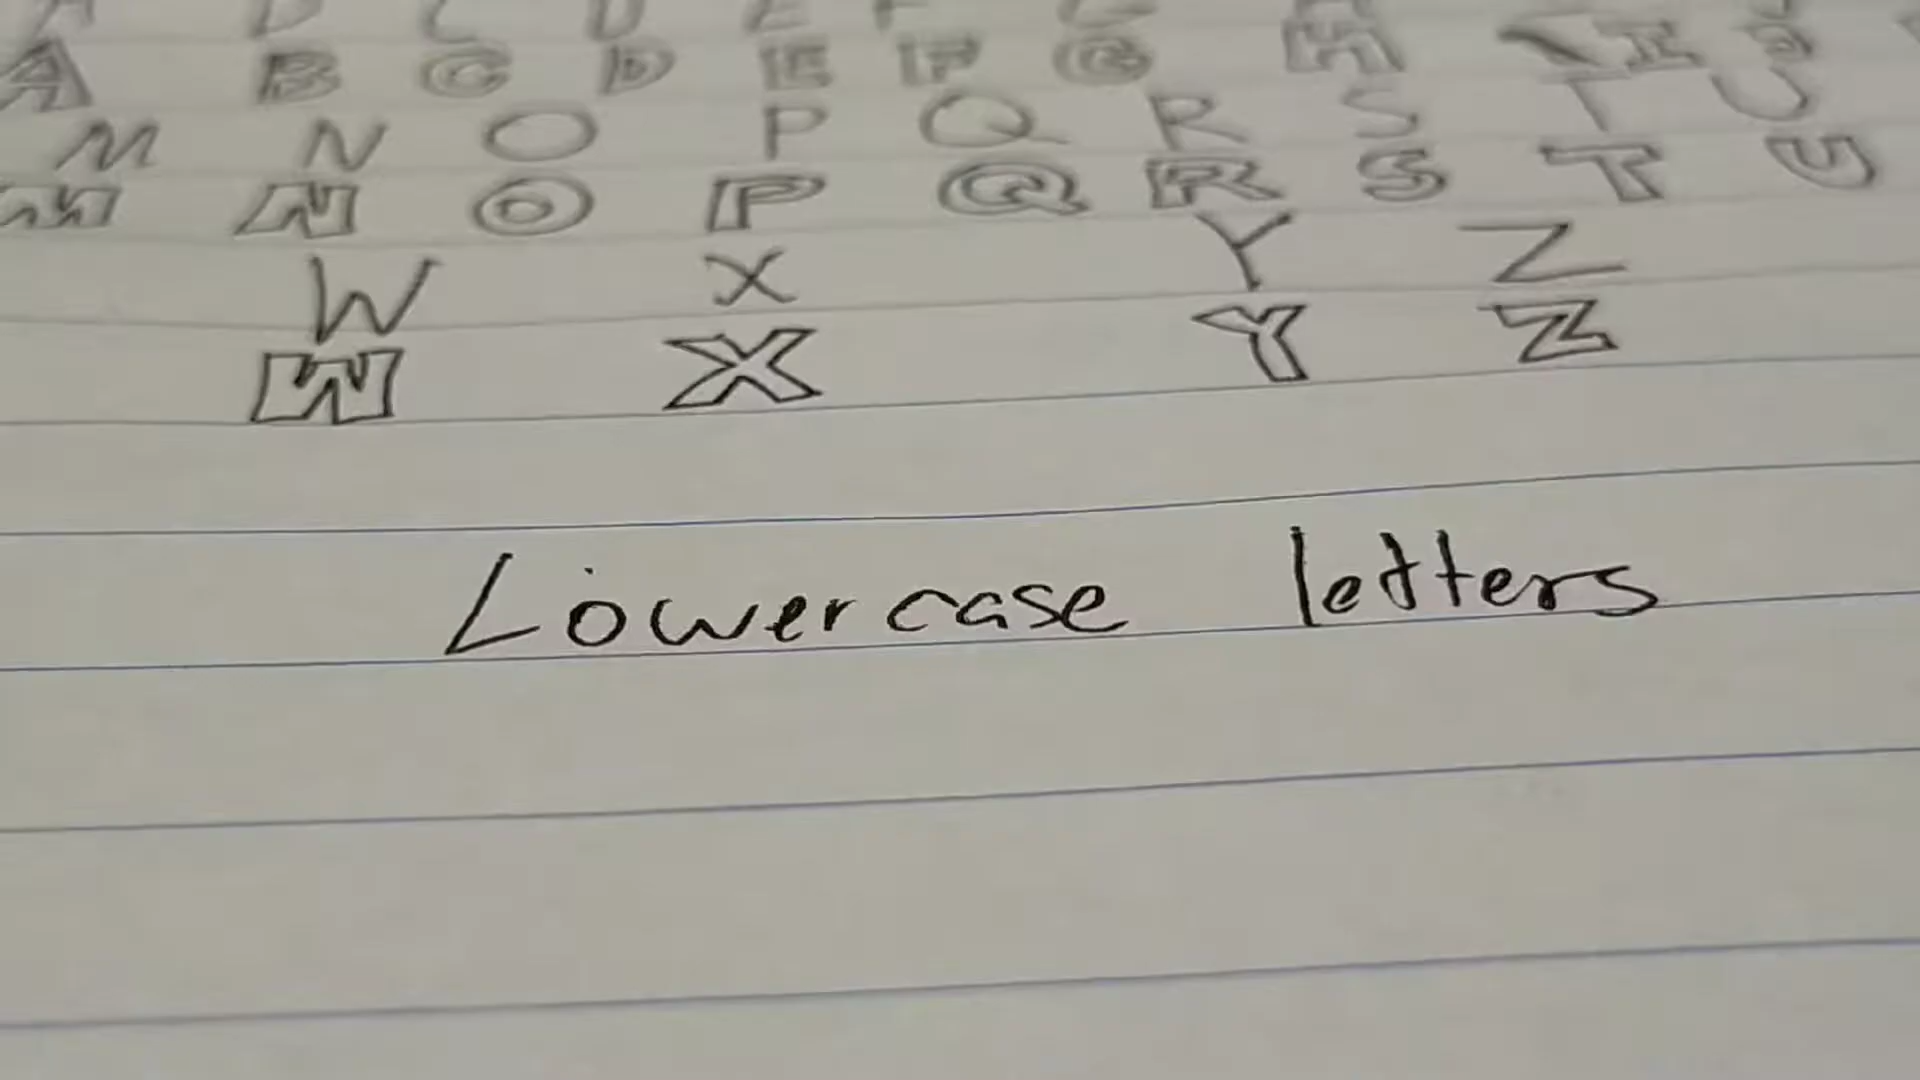 A B C D E F G H I J
M N O P Q R S T U
M N O P Q R S T U
W X Y Z
W X Y Z
Lowercase letters